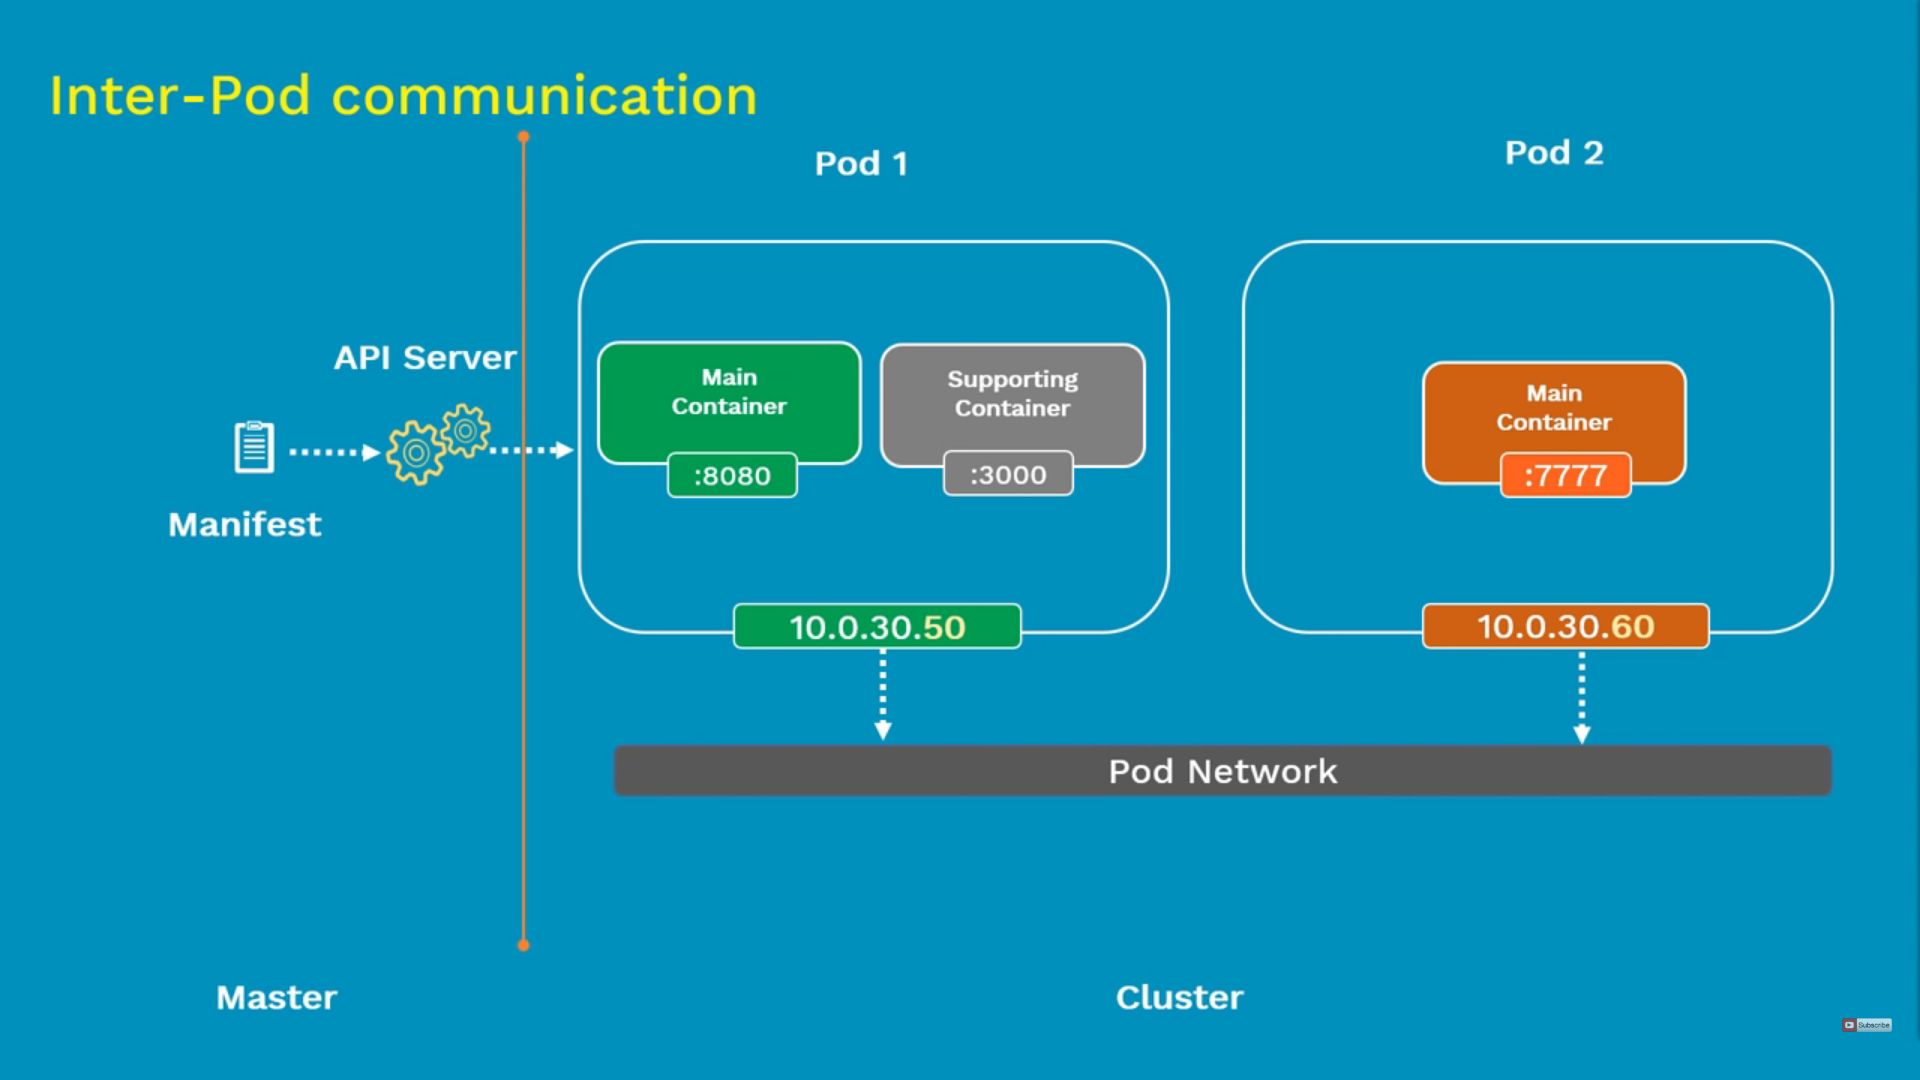 Inter-Pod communication
Pod 1
Pod 2
API Server
Manifest
Main
Container
:8080
Supporting
Container
:3000
Main
Container
:7777
10.0.30.50
10.0.30.60
Pod Network
Master
Cluster
Subscribe